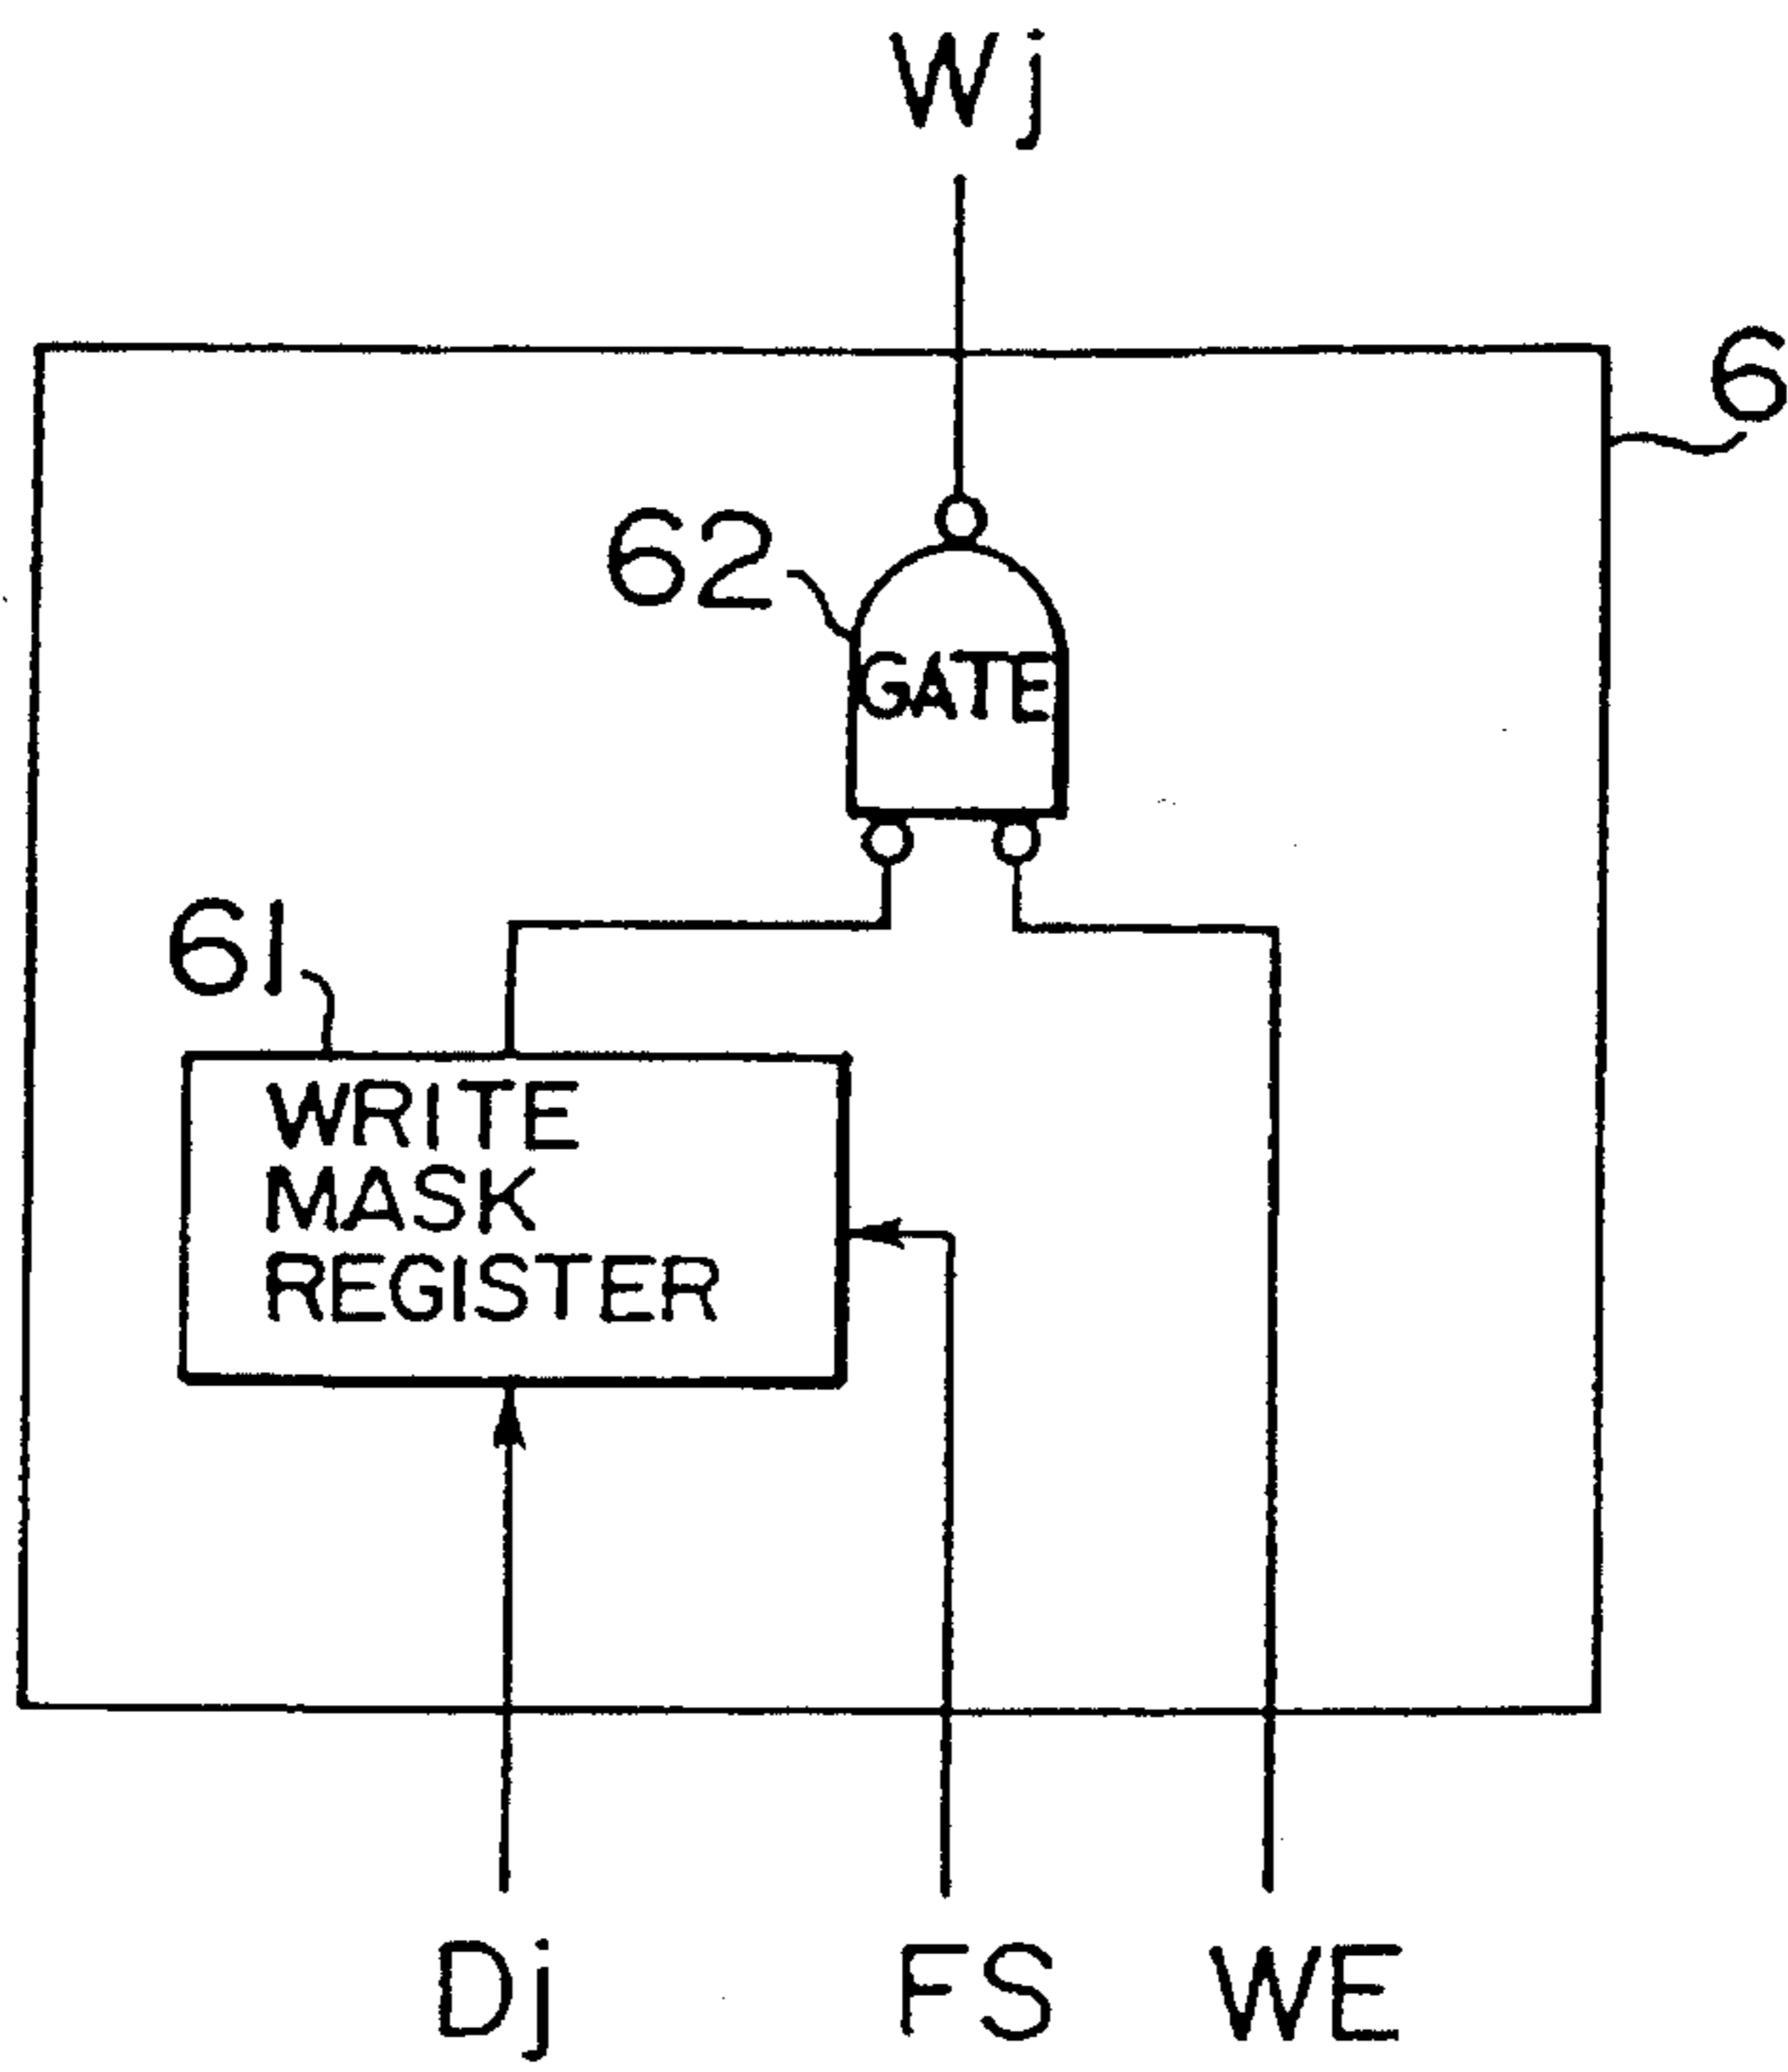 Wj
6
62
GATE
61
WRITE
MASK
REGISTER
Dj
FS
WE